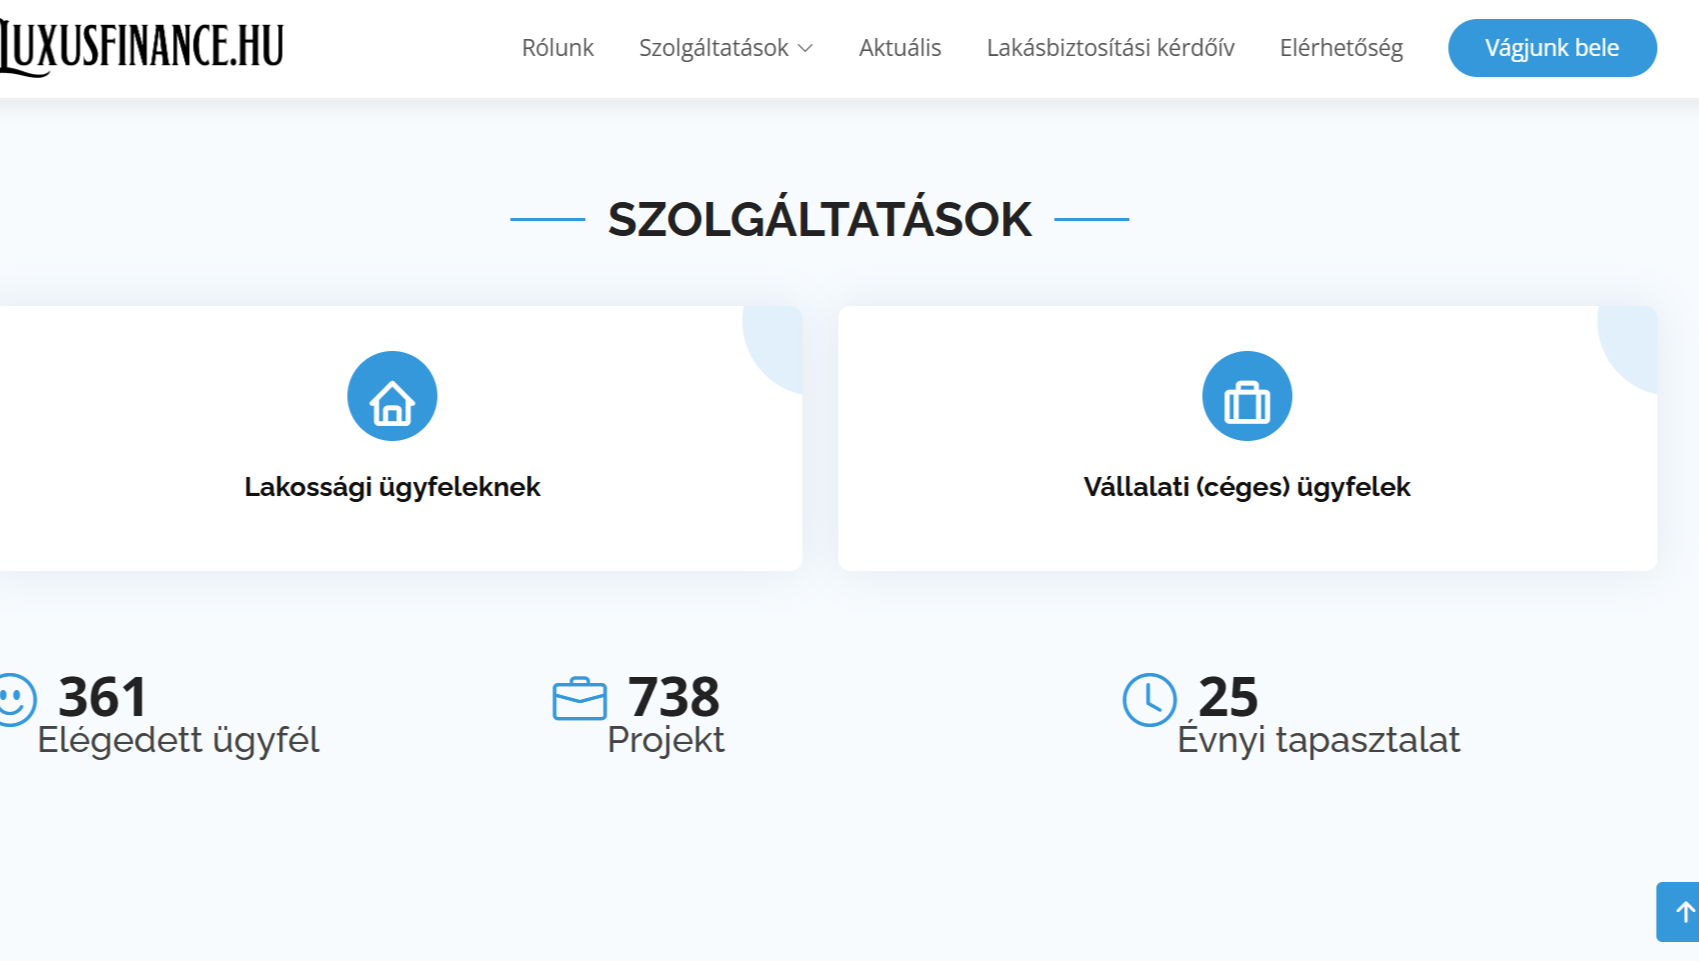 LUXUSFINANCE.HU
Rólunk Szolgáltatások Aktuális Lakásbiztosítási kérdőív Elérhetőség Vágjunk bele
SZOLGÁLTATÁSOK
Lakossági ügyfeleknek
Vállalati (céges) ügyfelek
361
Elégedett ügyfél
738
Projekt
25
Évnyi tapasztalat